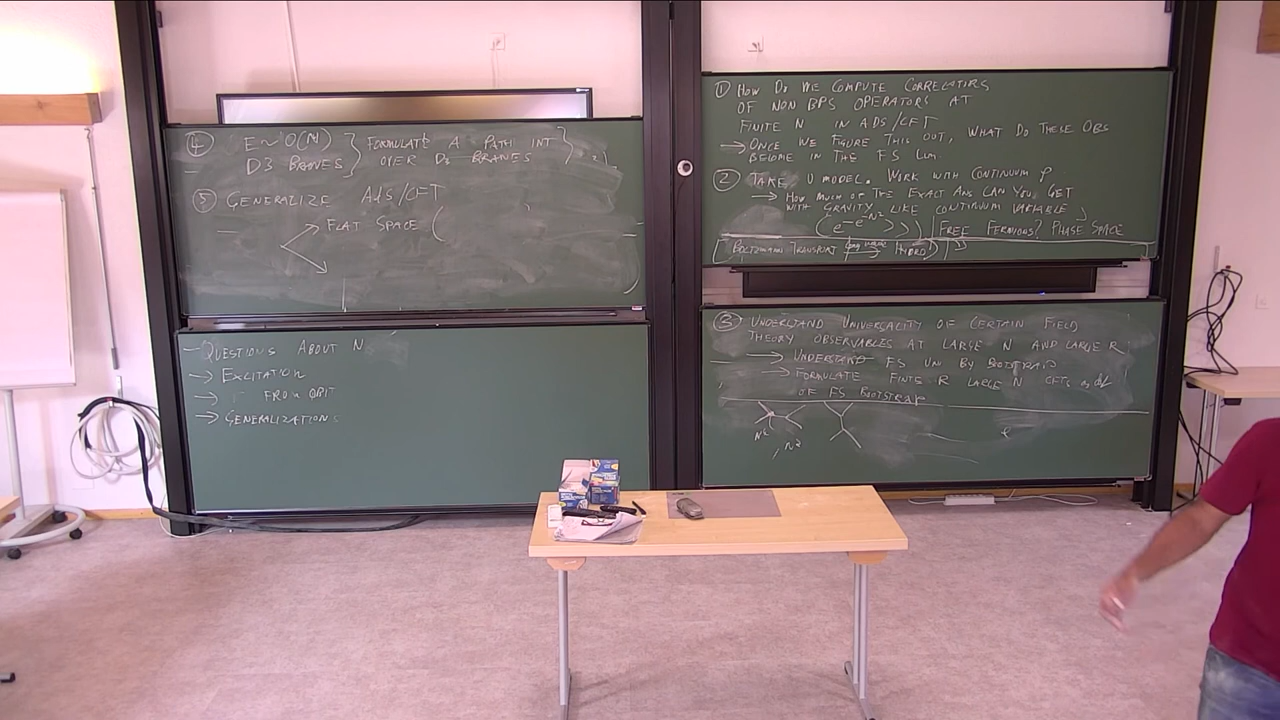 ① HOW DO WE COMPUTE CORRELATORS
OF NON BPS OPERATORS AT
FINITE N IN ADS/CFT
→ ONCE WE FIGURE THIS OUT, WHAT DO THESE OBS
BECOME IN THE FS LIM.
② TAKE U MODEL. WORK WITH CONTINUUM ρ
→ HOW MUCH OF THE EXACT ANS CAN YOU GET
WITH GRAVITY LIKE CONTINUUM VARIABLE
FREE FERMIONS? PHASE SPACE
[BOLTZMANN TRANSPORT HYDRO]
③ UNDERSTAND UNIVERSALITY OF CERTAIN FIELD
THEORY OBSERVABLES AT LARGE N AND LARGE R
→ UNDERSTAND FS UNI BY BOOTSTRAP
→ FORMULATE FINITE R LARGE N CFTs as def
OF FS BOOTSTRAP
④ E ~ O(N) } FORMULATE A PATH INT
D3 BRANES } OVER D3 BRANES
⑤ GENERALIZE AdS/CFT
→ FLAT SPACE (
- QUESTIONS ABOUT N
→ EXCITATION
→ FROM
→ GENERALIZATIONS